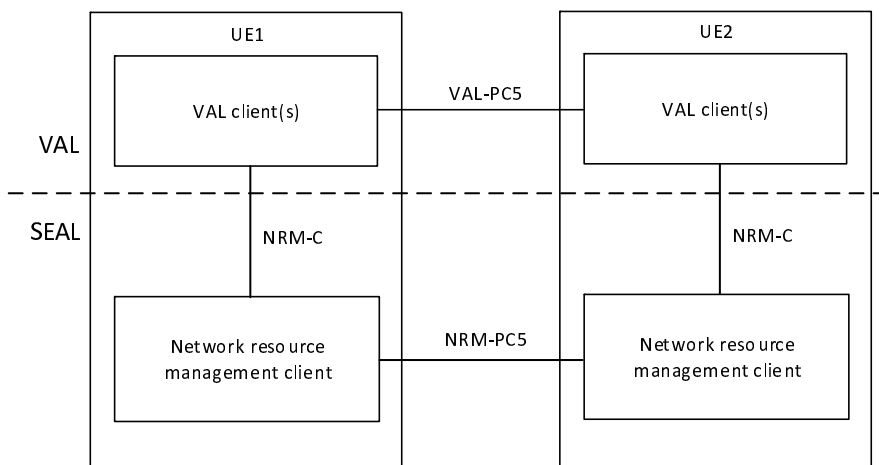 UE1
UE2
VAL client(s)
VAL-PC5
VAL client(s)
VAL
SEAL
NRM-C
NRM-C
Network resource
management client
NRM-PC5
Network resource
management client